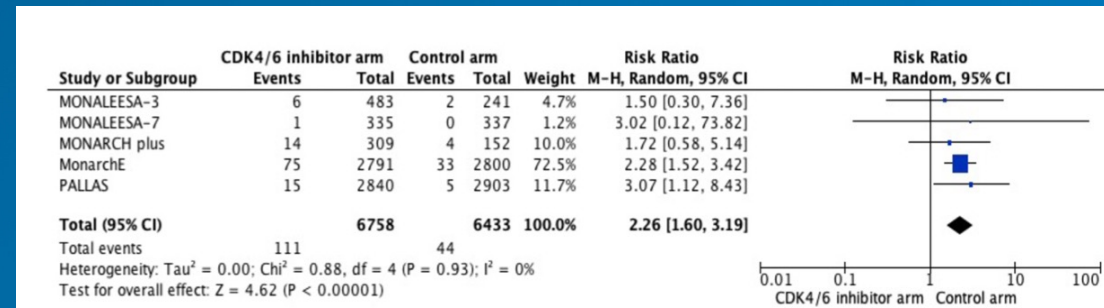 CDK4/6 inhibitor arm Control arm Risk Ratio Risk Ratio
Study or Subgroup Events Total Events Total Weight M-H, Random, 95% CI M-H, Random, 95% CI
MONALEESA-3 6 483 2 241 4.7% 1.50 [0.30, 7.36]
MONALEESA-7 1 335 0 337 1.2% 3.02 [0.12, 73.82]
MONARCH plus 14 309 4 152 10.0% 1.72 [0.58, 5.14]
MonarchE 75 2791 33 2800 72.5% 2.28 [1.52, 3.42]
PALLAS 15 2840 5 2903 11.7% 3.07 [1.12, 8.43]
Total (95% CI) 6758 6433 100.0% 2.26 [1.60, 3.19]
Total events 111 44
Heterogeneity: Tau² = 0.00; Chi² = 0.88, df = 4 (P = 0.93); I² = 0%
Test for overall effect: Z = 4.62 (P < 0.00001)
0.01 0.1 1 10 100
CDK4/6 inhibitor arm Control arm